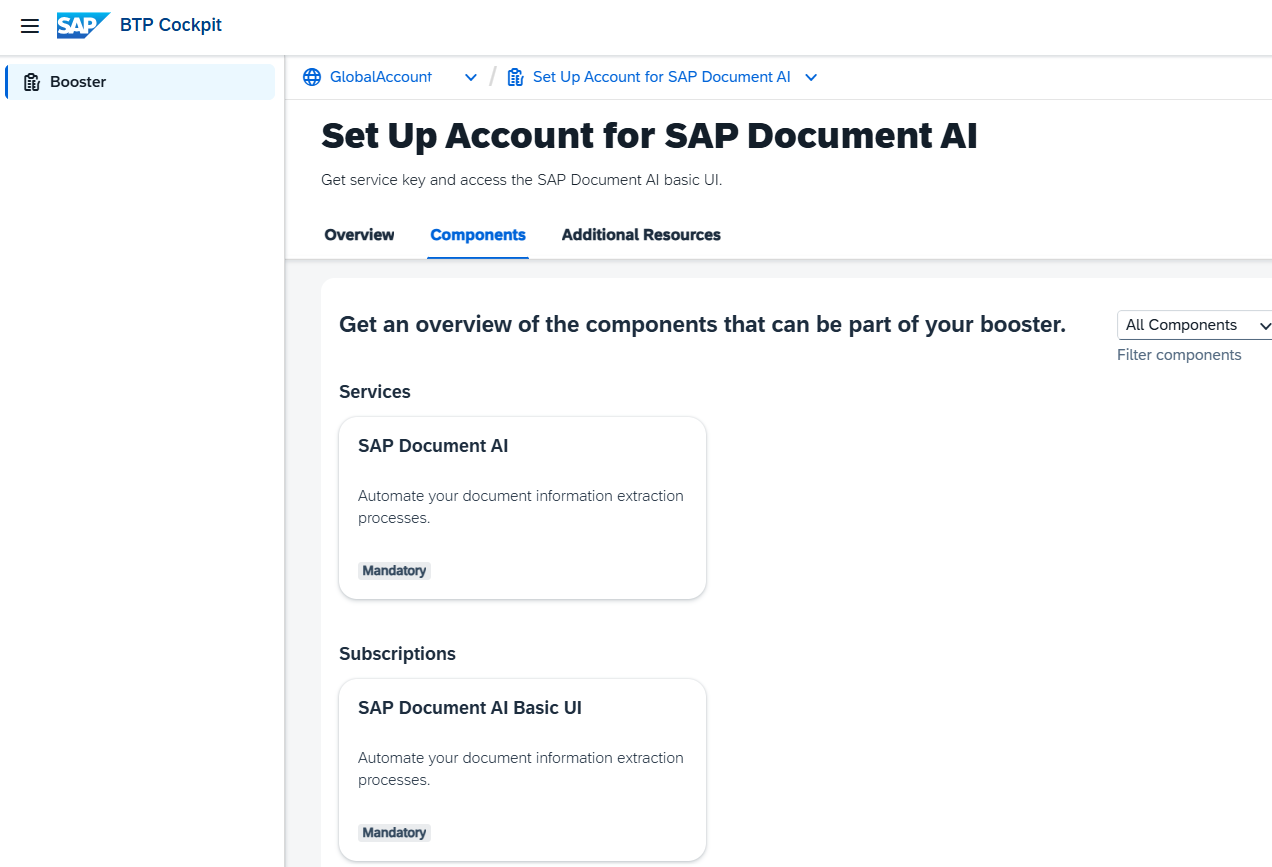 SAP BTP Cockpit
Booster
GlobalAccount / Set Up Account for SAP Document AI
Set Up Account for SAP Document AI
Get service key and access the SAP Document AI basic UI.
Overview Components Additional Resources
Get an overview of the components that can be part of your booster.
All Components
Filter components
Services
SAP Document AI
Automate your document information extraction
processes.
Mandatory
Subscriptions
SAP Document AI Basic UI
Automate your document information extraction
processes.
Mandatory